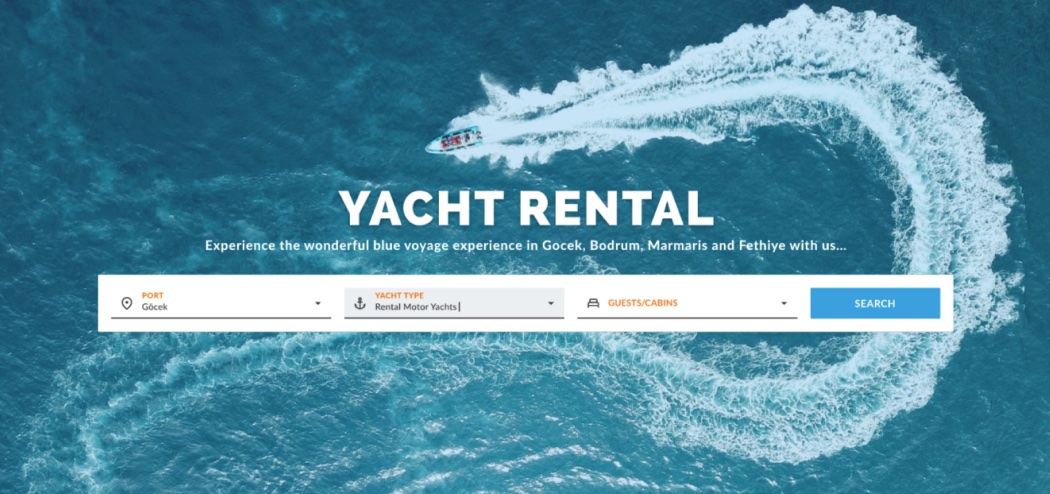 YACHT RENTAL
Experience the wonderful blue voyage experience in Gocek, Bodrum, Marmaris and Fethiye with us...
PORT
Göcek
YACHT TYPE
Rental Motor Yachts
GUESTS/CABINS
SEARCH